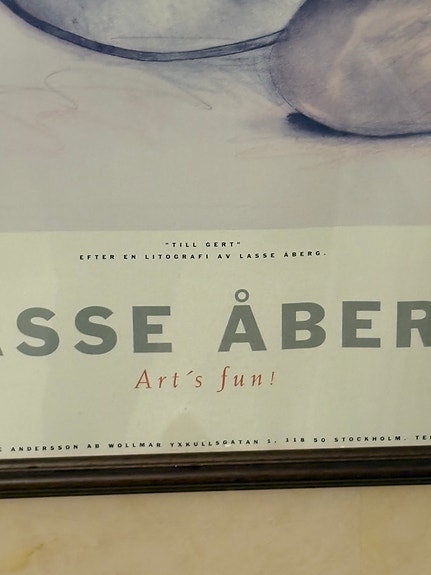 "TILL GERT"
EFTER EN LITOGRAFI AV LASSE ÅBERG.
ASSE ÅBER
Art´s fun!
ANDERSSON AB WOLLMAR YXKULLSGATAN 1, 118 50 STOCKHOLM. TE